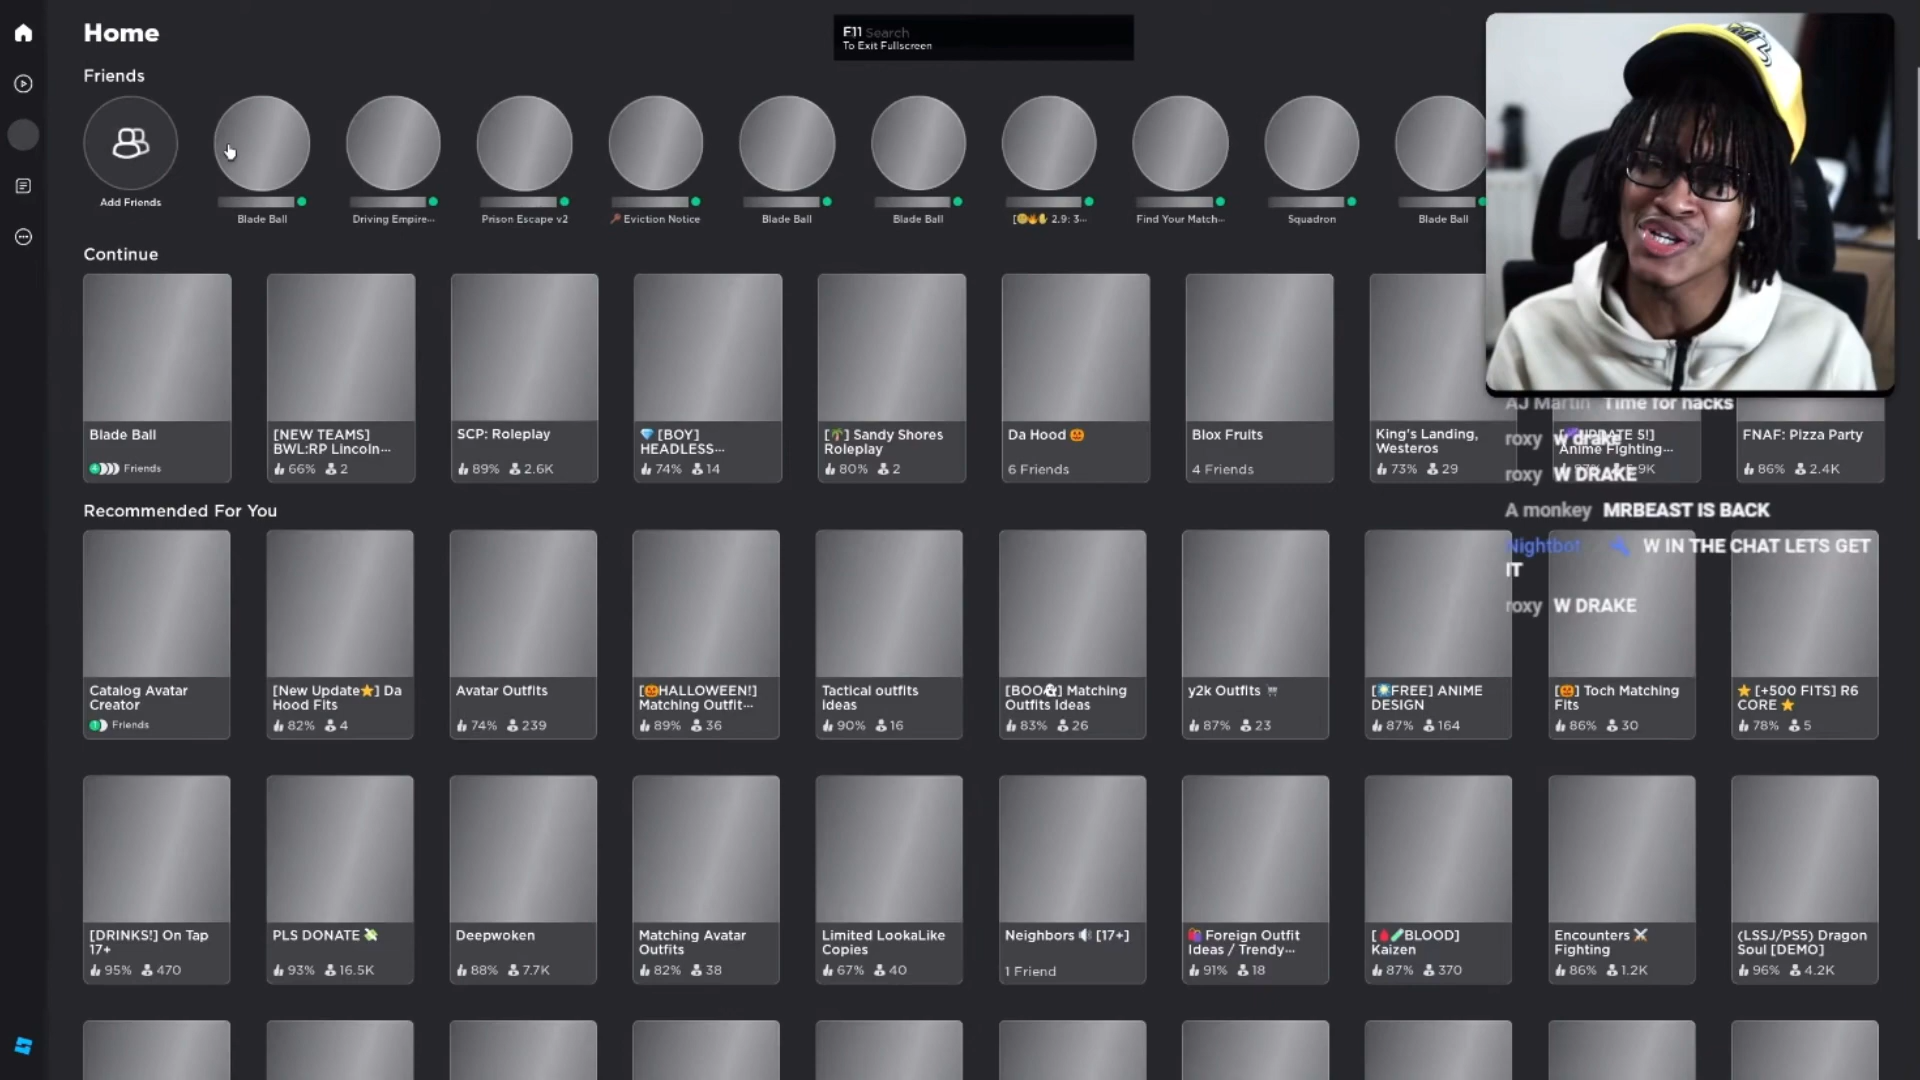 Home
F11 Search
To Exit Fullscreen
Friends
Add Friends
Blade Ball
Driving Empire...
Prison Escape v2
Eviction Notice
Blade Ball
Blade Ball
2.9: 3...
Find Your Match...
Squadron
Blade Ball
Continue
Blade Ball
Friends
[NEW TEAMS]
BWL:RP Lincoln...
66% 2
SCP: Roleplay
89% 2.6K
💎 [BOY]
HEADLESS...
74% 14
[🌴] Sandy Shores
Roleplay
80% 2
Da Hood 🎃
6 Friends
Blox Fruits
4 Friends
King's Landing,
Westeros
73% 29
UPDATE 5!]
Anime Fighting...
FNAF: Pizza Party
86% 2.4K
AJ Martin Time for hacks
roxy w drake
roxy W DRAKE
A monkey MRBEAST IS BACK
Nightbot W IN THE CHAT LETS GET
IT
roxy W DRAKE
Recommended For You
Catalog Avatar
Creator
Friends
[New Update⭐] Da
Hood Fits
82% 4
Avatar Outfits
74% 239
[🎃HALLOWEEN!]
Matching Outfit...
89% 36
Tactical outfits
Ideas
90% 16
[BOO👻] Matching
Outfits Ideas
83% 26
y2k Outfits 🛒
87% 23
[FREE] ANIME
DESIGN
87% 164
[🎃] Toch Matching
Fits
86% 30
⭐ [+500 FITS] R6
CORE ⭐
78% 5
[DRINKS!] On Tap
17+
95% 470
PLS DONATE 💸
93% 16.5K
Deepwoken
88% 7.7K
Matching Avatar
Outfits
82% 38
Limited LookaLike
Copies
67% 40
Neighbors 🔊 [17+]
1 Friend
🛍️ Foreign Outfit
Ideas / Trendy...
91% 18
[🩸🧪BLOOD]
Kaizen
87% 370
Encounters ⚔️
Fighting
86% 1.2K
(LSSJ/PS5) Dragon
Soul [DEMO]
96% 4.2K